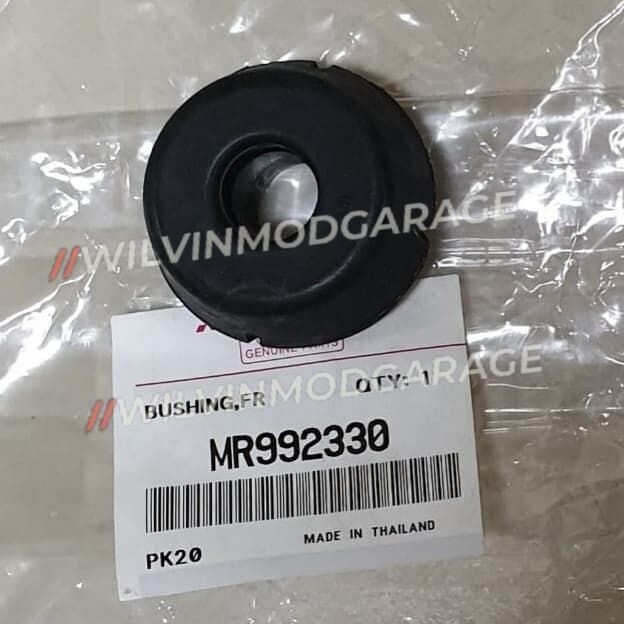 //WILVINMODGARAGE
GENUINE PARTS
BUSHING,FR QTY: 1
//WILVINMODGARAGE
MR992330
MADE IN THAILAND
PK20